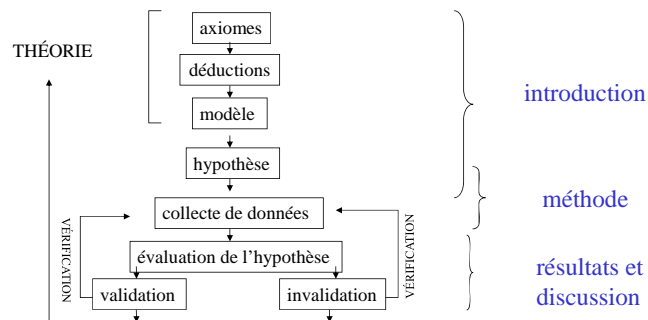 axiomes
THÉORIE
déductions
introduction
modèle
hypothèse
méthode
collecte de données
VÉRIFICATION
VÉRIFICATION
évaluation de l'hypothèse
résultats et
discussion
validation
invalidation